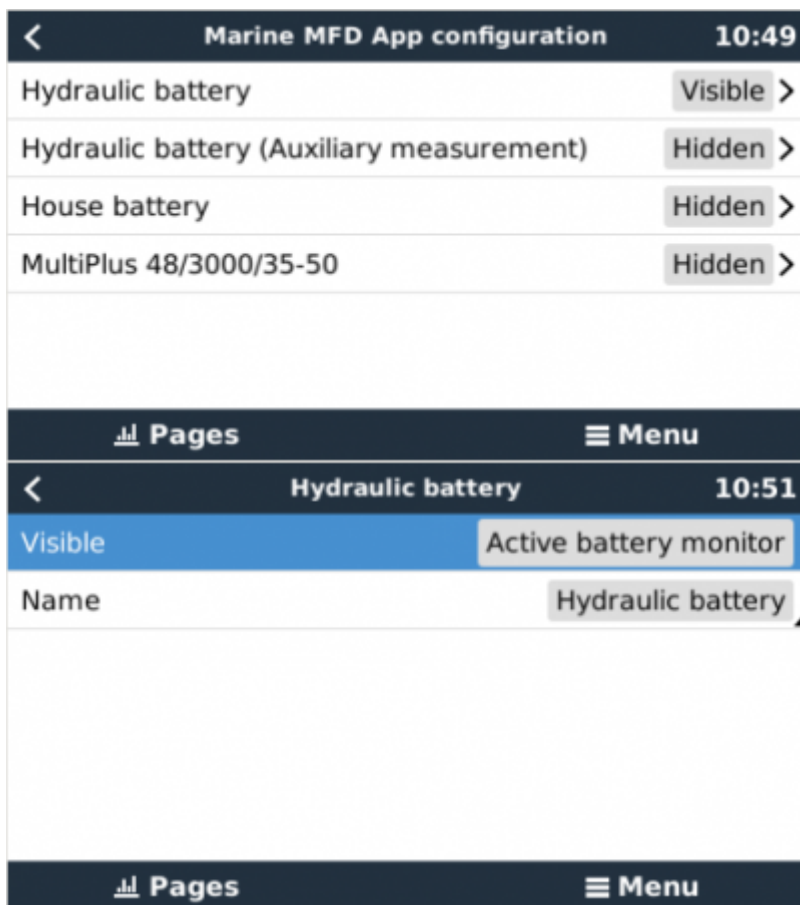 Marine MFD App configuration 10:49
Hydraulic battery Visible
Hydraulic battery (Auxiliary measurement) Hidden
House battery Hidden
MultiPlus 48/3000/35-50 Hidden
Pages Menu
Hydraulic battery 10:51
Visible Active battery monitor
Name Hydraulic battery
Pages Menu